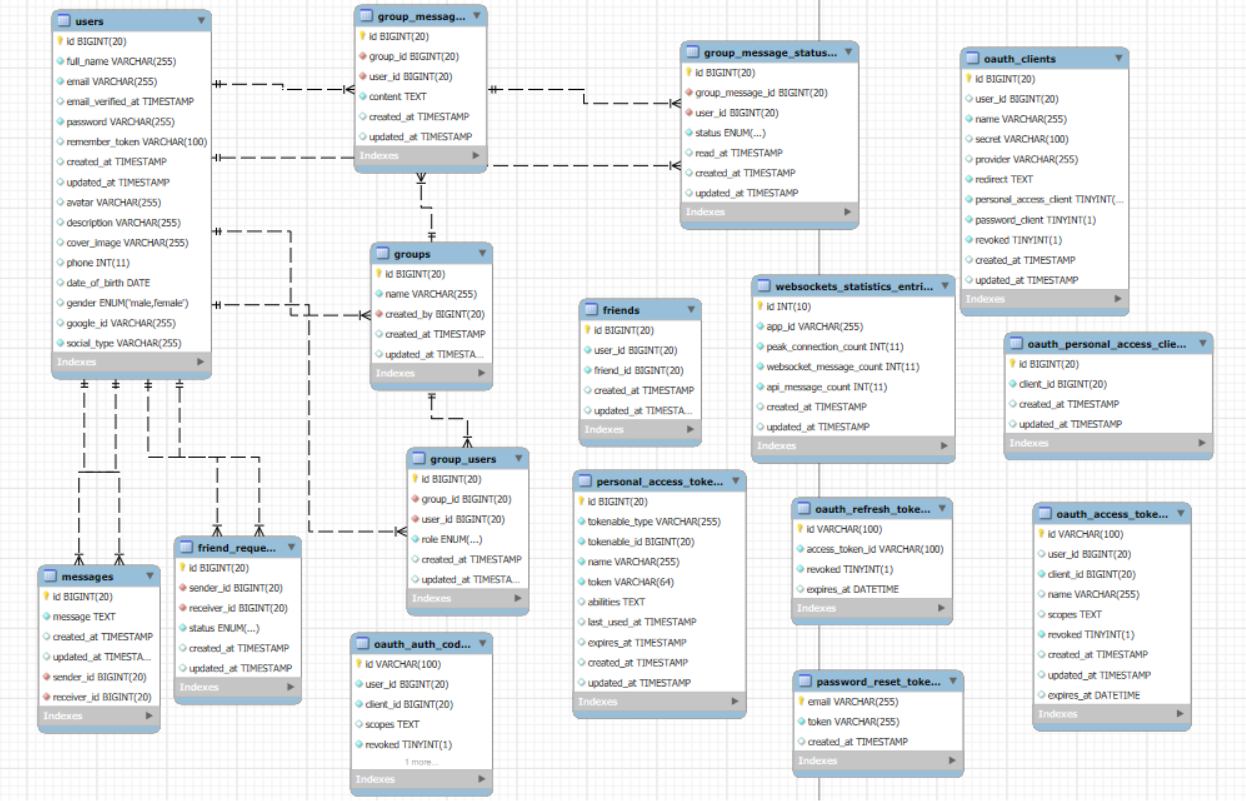 users
id BIGINT(20)
full_name VARCHAR(255)
email VARCHAR(255)
email_verified_at TIMESTAMP
password VARCHAR(255)
remember_token VARCHAR(100)
created_at TIMESTAMP
updated_at TIMESTAMP
avatar VARCHAR(255)
description VARCHAR(255)
cover_image VARCHAR(255)
phone INT(11)
date_of_birth DATE
gender ENUM('male,female')
google_id VARCHAR(255)
social_type VARCHAR(255)
Indexes
group_messag...
id BIGINT(20)
group_id BIGINT(20)
user_id BIGINT(20)
content TEXT
created_at TIMESTAMP
updated_at TIMESTAMP
Indexes
group_message_status...
id BIGINT(20)
group_message_id BIGINT(20)
user_id BIGINT(20)
status ENUM(...)
read_at TIMESTAMP
created_at TIMESTAMP
updated_at TIMESTAMP
Indexes
oauth_clients
id BIGINT(20)
user_id BIGINT(20)
name VARCHAR(255)
secret VARCHAR(100)
provider VARCHAR(255)
redirect TEXT
personal_access_client TINYINT(...
password_client TINYINT(1)
revoked TINYINT(1)
created_at TIMESTAMP
updated_at TIMESTAMP
Indexes
groups
id BIGINT(20)
name VARCHAR(255)
created_by BIGINT(20)
created_at TIMESTAMP
updated_at TIMESTA...
Indexes
friends
id BIGINT(20)
user_id BIGINT(20)
friend_id BIGINT(20)
created_at TIMESTAMP
updated_at TIMESTA...
Indexes
websockets_statistics_entri...
id INT(10)
app_id VARCHAR(255)
peak_connection_count INT(11)
websocket_message_count INT(11)
api_message_count INT(11)
created_at TIMESTAMP
updated_at TIMESTAMP
Indexes
oauth_personal_access_clie...
id BIGINT(20)
client_id BIGINT(20)
created_at TIMESTAMP
updated_at TIMESTAMP
Indexes
group_users
id BIGINT(20)
group_id BIGINT(20)
user_id BIGINT(20)
role ENUM(...)
created_at TIMESTAMP
updated_at TIMESTA...
Indexes
personal_access_toke...
id BIGINT(20)
tokenable_type VARCHAR(255)
tokenable_id BIGINT(20)
name VARCHAR(255)
token VARCHAR(64)
abilities TEXT
last_used_at TIMESTAMP
expires_at TIMESTAMP
created_at TIMESTAMP
updated_at TIMESTAMP
Indexes
oauth_refresh_toke...
id VARCHAR(100)
access_token_id VARCHAR(100)
revoked TINYINT(1)
expires_at DATETIME
Indexes
oauth_access_toke...
id VARCHAR(100)
user_id BIGINT(20)
client_id BIGINT(20)
name VARCHAR(255)
scopes TEXT
revoked TINYINT(1)
created_at TIMESTAMP
updated_at TIMESTAMP
expires_at DATETIME
Indexes
messages
id BIGINT(20)
message TEXT
created_at TIMESTAMP
updated_at TIMESTA...
sender_id BIGINT(20)
receiver_id BIGINT(20)
Indexes
friend_reque...
id BIGINT(20)
sender_id BIGINT(20)
receiver_id BIGINT(20)
status ENUM(...)
created_at TIMESTAMP
updated_at TIMESTAMP
Indexes
oauth_auth_cod...
id VARCHAR(100)
user_id BIGINT(20)
client_id BIGINT(20)
scopes TEXT
revoked TINYINT(1)
1 more...
Indexes
password_reset_toke...
email VARCHAR(255)
token VARCHAR(255)
created_at TIMESTAMP
Indexes